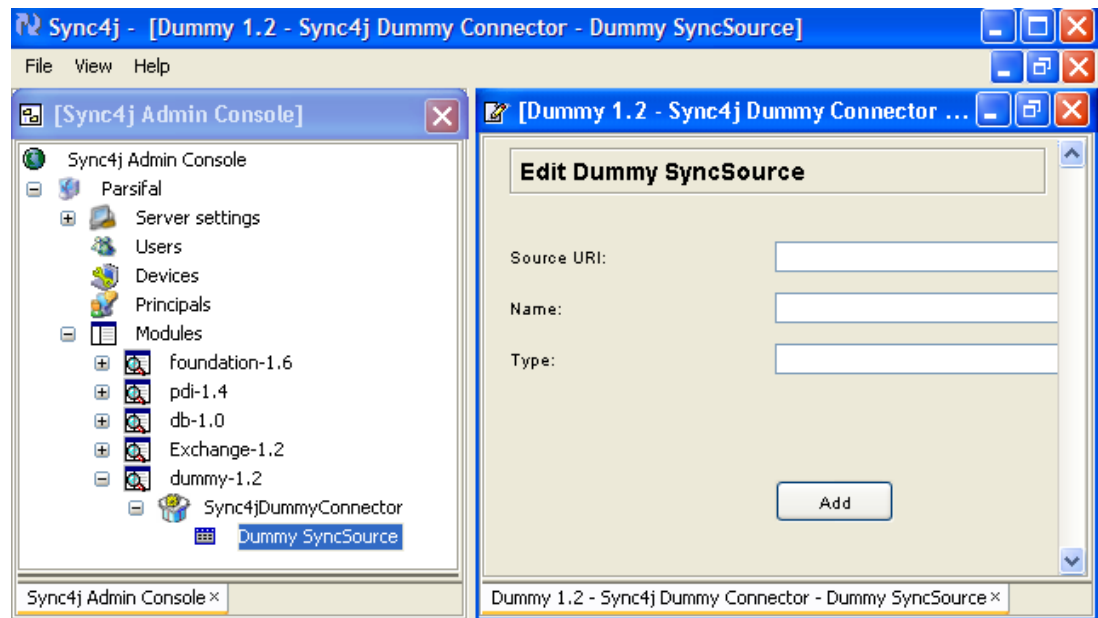 Sync4j - [Dummy 1.2 - Sync4j Dummy Connector - Dummy SyncSource]
File View Help
[Sync4j Admin Console]
Sync4j Admin Console
Parsifal
Server settings
Users
Devices
Principals
Modules
foundation-1.6
pdi-1.4
db-1.0
Exchange-1.2
dummy-1.2
Sync4jDummyConnector
Dummy SyncSource
Sync4j Admin Console
[Dummy 1.2 - Sync4j Dummy Connector ...
Edit Dummy SyncSource
Source URI:
Name:
Type:
Add
Dummy 1.2 - Sync4j Dummy Connector - Dummy SyncSource